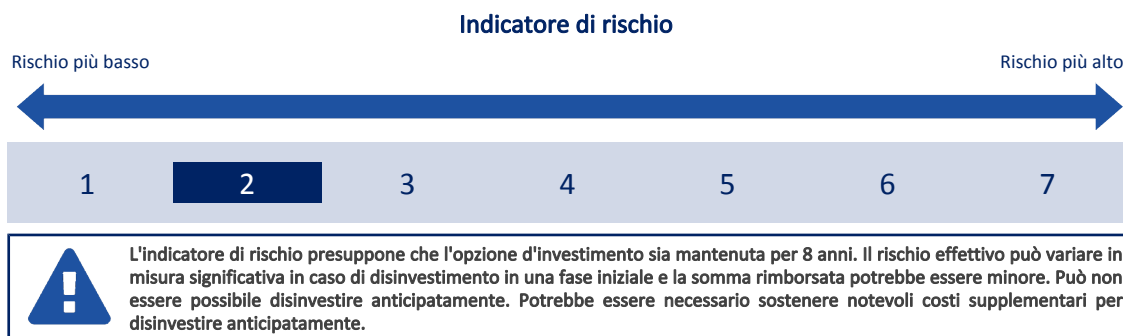 Indicatore di rischio
Rischio più basso
Rischio più alto
1 2 3 4 5 6 7
L'indicatore di rischio presuppone che l'opzione d'investimento sia mantenuta per 8 anni. Il rischio effettivo può variare in
misura significativa in caso di disinvestimento in una fase iniziale e la somma rimborsata potrebbe essere minore. Può non
essere possibile disinvestire anticipatamente. Potrebbe essere necessario sostenere notevoli costi supplementari per
disinvestire anticipatamente.